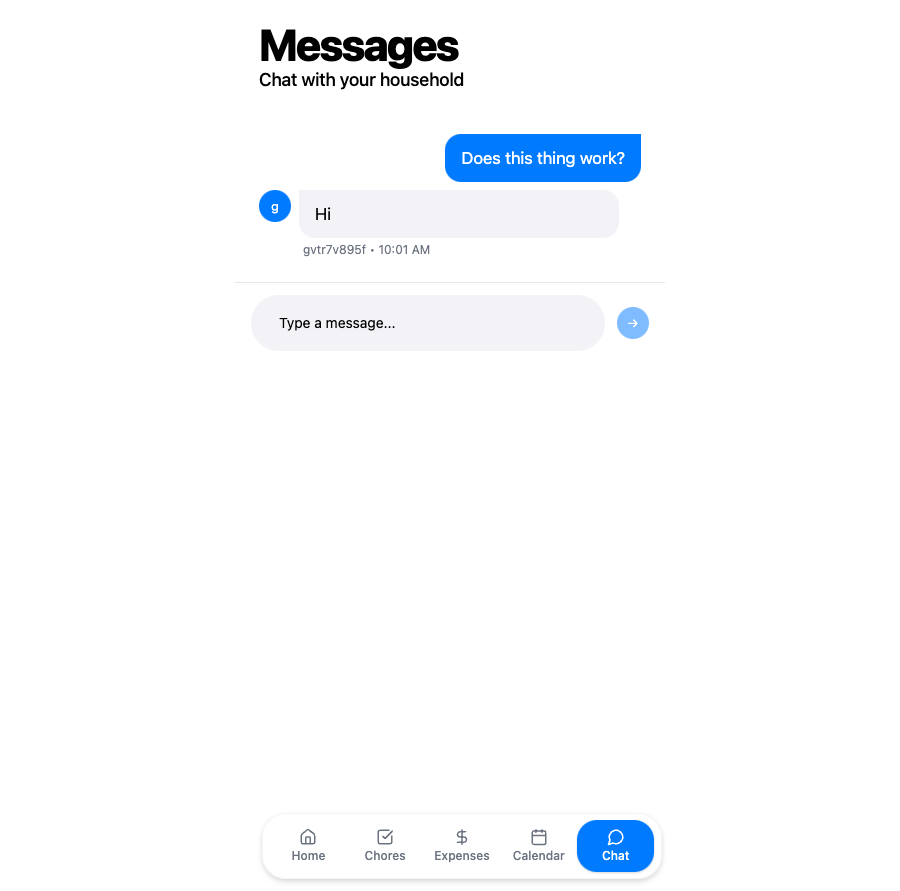 Messages
Chat with your household
Does this thing work?
g
Hi
gvtr7v895f • 10:01 AM
Type a message...
Home
Chores
Expenses
Calendar
Chat